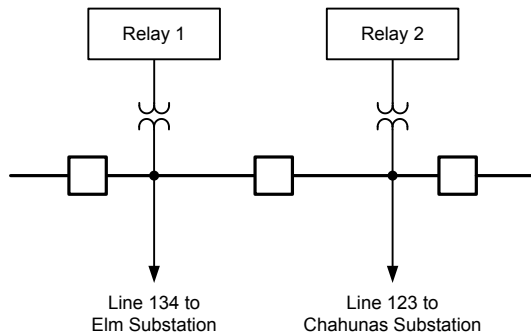 Relay 1
Relay 2
Line 134 to
Elm Substation
Line 123 to
Chahunas Substation